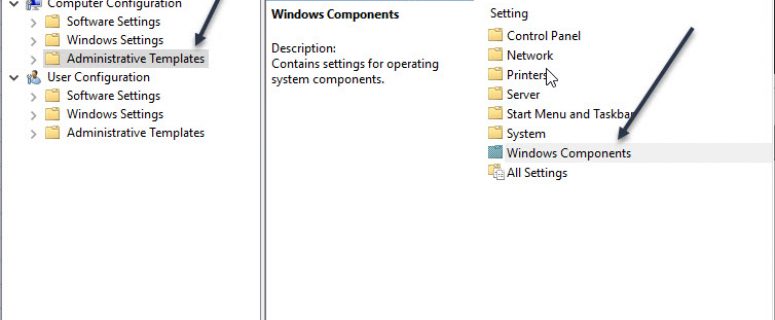 Computer Configuration
Software Settings
Windows Settings
Administrative Templates
User Configuration
Software Settings
Windows Settings
Administrative Templates
Windows Components
Description:
Contains settings for operating
system components.
Setting
Control Panel
Network
Printers
Server
Start Menu and Taskbar
System
Windows Components
All Settings